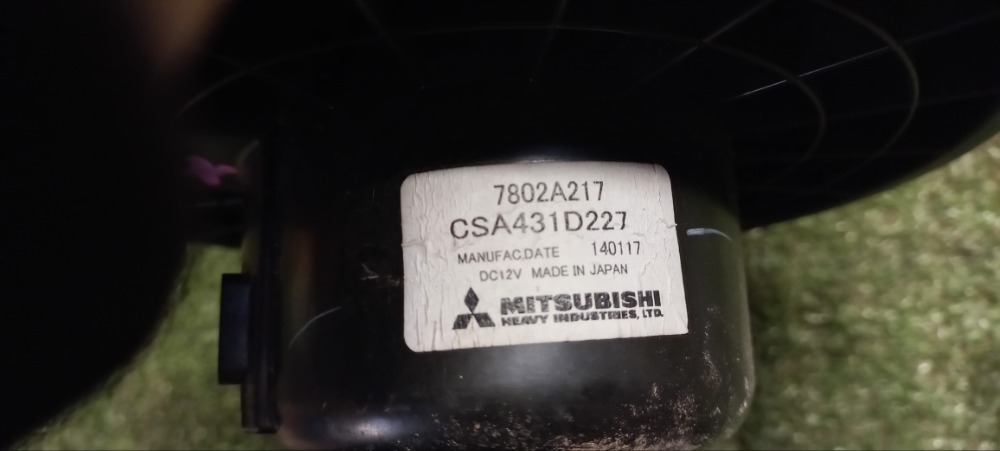 7802A217
CSA431D227
MANUFAC.DATE 140117
DC12V MADE IN JAPAN
MITSUBISHI
HEAVY INDUSTRIES, LTD.